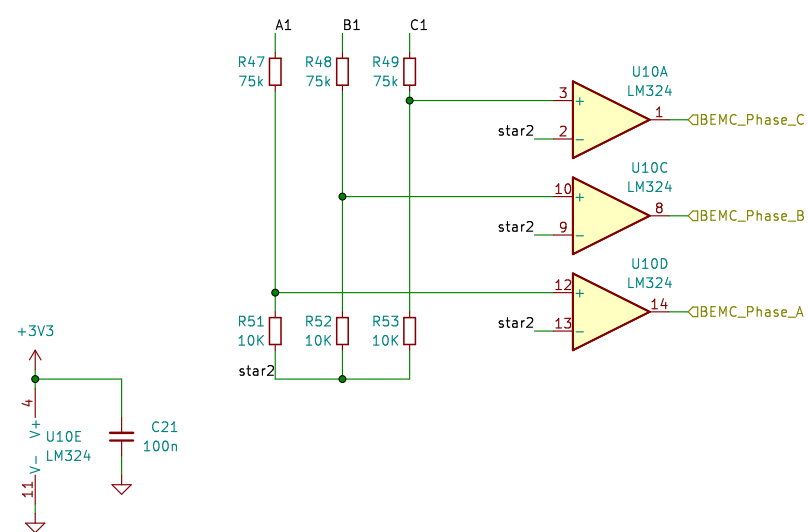 A1 B1 C1
R47 R48 R49
75k 75k 75k
U10A
LM324
3
+
1
BEMC_Phase_C
star2
2
-
U10C
LM324
10
+
8
BEMC_Phase_B
star2
9
-
U10D
LM324
12
+
14
BEMC_Phase_A
star2
13
-
R51 R52 R53
10K 10K 10K
star2
+3V3
4
V+
U10E
LM324
V-
11
C21
100n